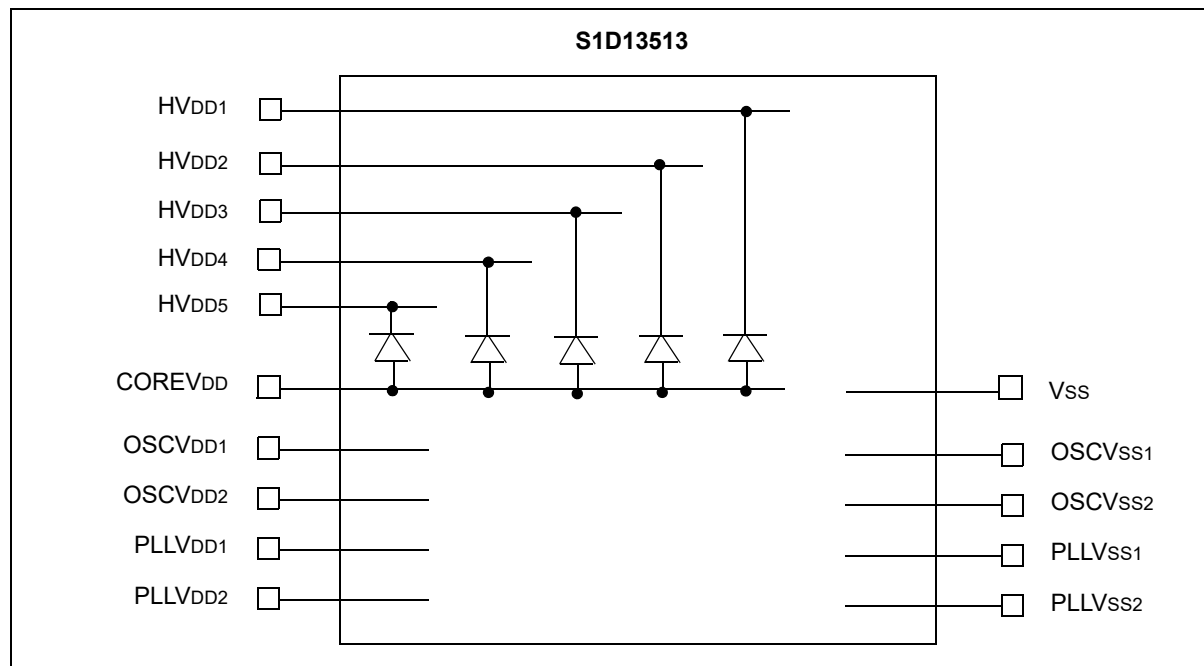 S1D13513
HVDD1
HVDD2
HVDD3
HVDD4
HVDD5
COREVDD
OSCVDD1
OSCVDD2
PLLVDD1
PLLVDD2
VSS
OSCVSS1
OSCVSS2
PLLVSS1
PLLVSS2